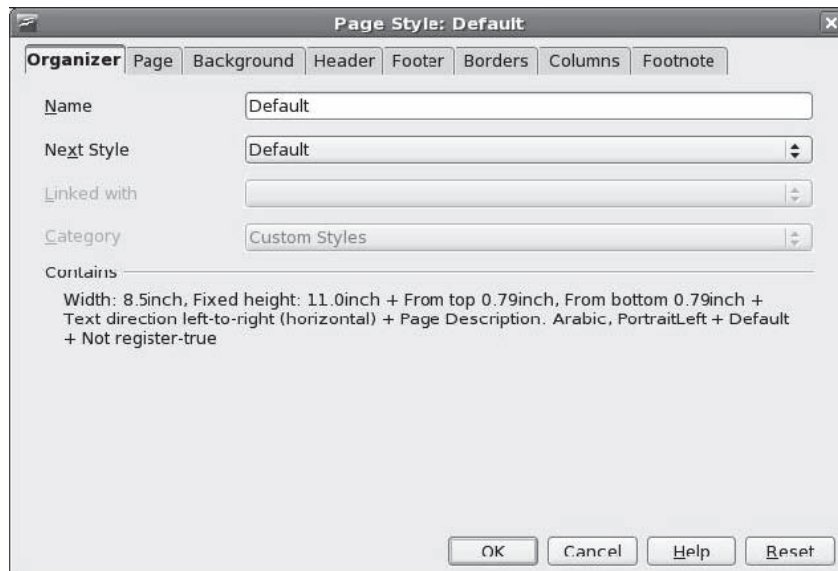 Page Style: Default
Organizer Page Background Header Footer Borders Columns Footnote
Name Default
Next Style Default
Linked with
Category Custom Styles
Contains
Width: 8.5inch, Fixed height: 11.0inch + From top 0.79inch, From bottom 0.79inch +
Text direction left-to-right (horizontal) + Page Description. Arabic, PortraitLeft + Default
+ Not register-true
OK Cancel Help Reset